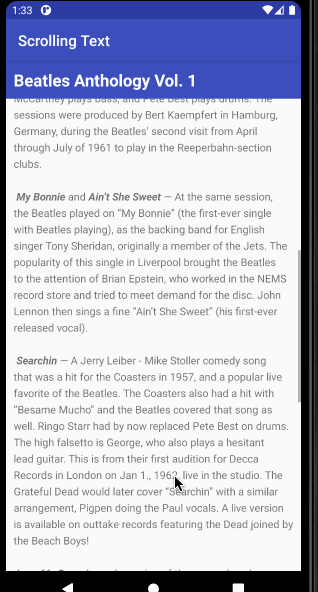 1:33
Scrolling Text
Beatles Anthology Vol. 1
McCartney plays bass, and Pete Best plays drums. The
sessions were produced by Bert Kaempfert in Hamburg,
Germany, during the Beatles' second visit from April
through July of 1961 to play in the Reeperbahn-section
clubs.
My Bonnie and Ain't She Sweet — At the same session,
the Beatles played on “My Bonnie” (the first-ever single
with Beatles playing), as the backing band for English
singer Tony Sheridan, originally a member of the Jets. The
popularity of this single in Liverpool brought the Beatles
to the attention of Brian Epstein, who worked in the NEMS
record store and tried to meet demand for the disc. John
Lennon then sings a fine “Ain't She Sweet” (his first-ever
released vocal).
Searchin — A Jerry Leiber - Mike Stoller comedy song
that was a hit for the Coasters in 1957, and a popular live
favorite of the Beatles. The Coasters also had a hit with
“Besame Mucho” and the Beatles covered that song as
well. Ringo Starr had by now replaced Pete Best on drums.
The high falsetto is George, who also plays a hesitant
lead guitar. This is from their first audition for Decca
Records in London on Jan 1., 1962, live in the studio. The
Grateful Dead would later cover “Searchin” with a similar
arrangement, Pigpen doing the Paul vocals. A live version
is available on outtake records featuring the Dead joined by
the Beach Boys!